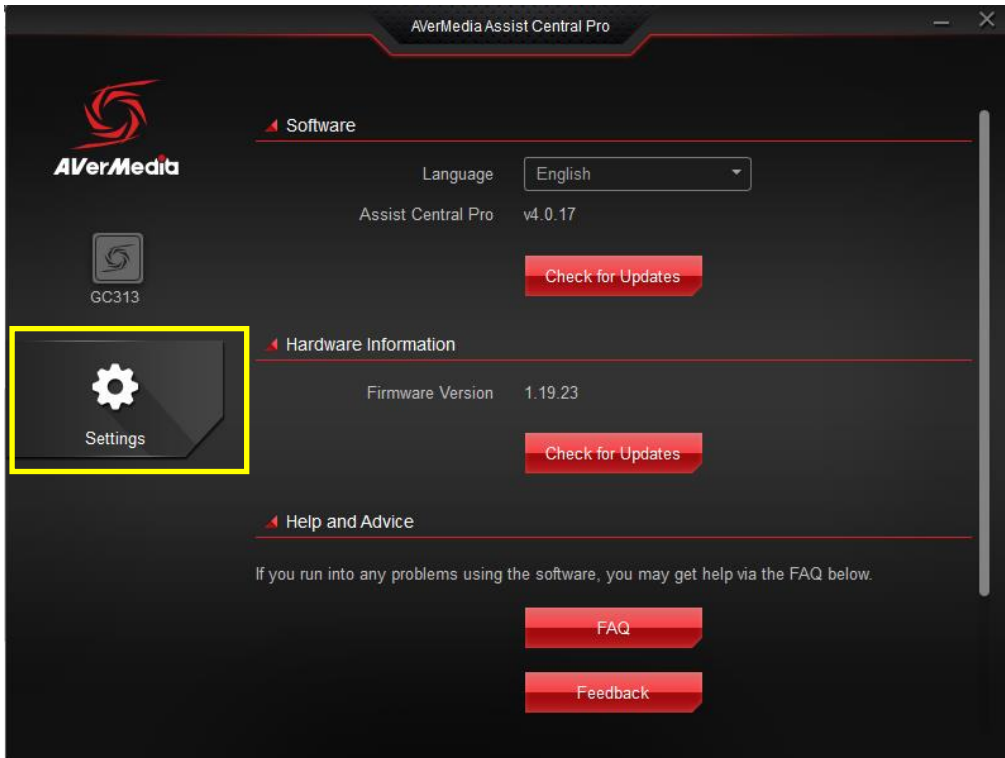 AVerMedia Assist Central Pro
AVerMedia
GC313
Settings
Software
Language English
Assist Central Pro v4.0.17
Check for Updates
Hardware Information
Firmware Version 1.19.23
Check for Updates
Help and Advice
If you run into any problems using the software, you may get help via the FAQ below.
FAQ
Feedback